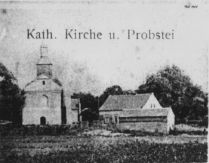 Kath. Kirche u. Probstei